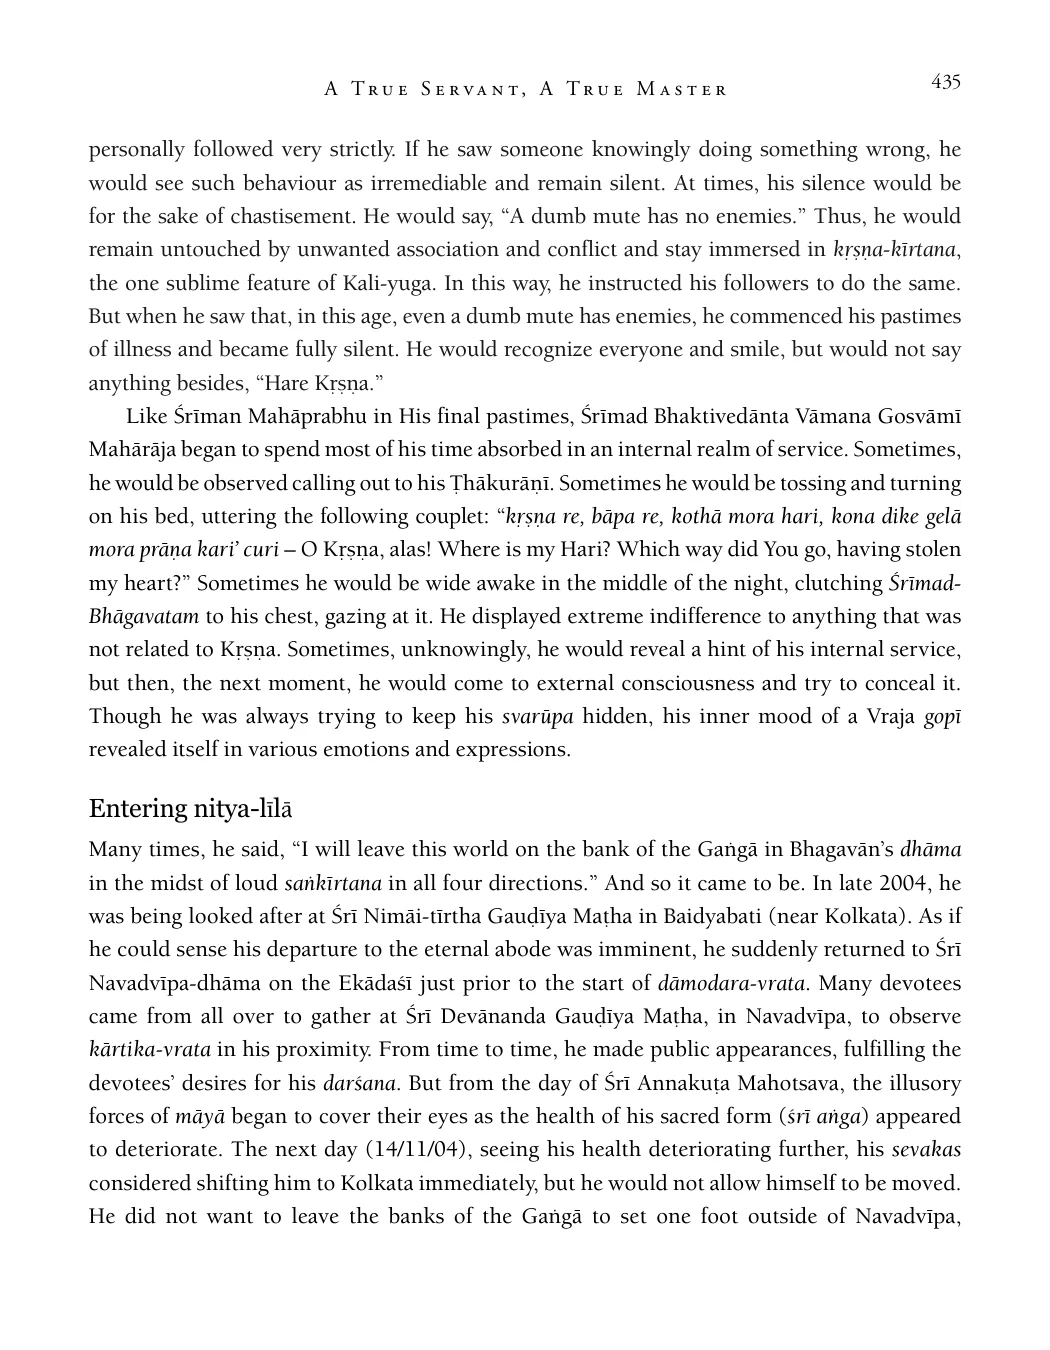 A True Servant, A True Master
435
personally followed very strictly. If he saw someone knowingly doing something wrong, he
would see such behaviour as irremediable and remain silent. At times, his silence would be
for the sake of chastisement. He would say, “A dumb mute has no enemies.” Thus, he would
remain untouched by unwanted association and conflict and stay immersed in kṛṣṇa-kīrtana,
the one sublime feature of Kali-yuga. In this way, he instructed his followers to do the same.
But when he saw that, in this age, even a dumb mute has enemies, he commenced his pastimes
of illness and became fully silent. He would recognize everyone and smile, but would not say
anything besides, “Hare Kṛṣṇa.”
Like Śrīman Mahāprabhu in His final pastimes, Śrīmad Bhaktivedānta Vāmana Gosvāmī
Mahārāja began to spend most of his time absorbed in an internal realm of service. Sometimes,
he would be observed calling out to his Ṭhākurāṇī. Sometimes he would be tossing and turning
on his bed, uttering the following couplet: “kṛṣṇa re, bāpa re, kothā mora hari, kona dike gelā
mora prāṇa kari’ curi – O Kṛṣṇa, alas! Where is my Hari? Which way did You go, having stolen
my heart?” Sometimes he would be wide awake in the middle of the night, clutching Śrīmad-
Bhāgavatam to his chest, gazing at it. He displayed extreme indifference to anything that was
not related to Kṛṣṇa. Sometimes, unknowingly, he would reveal a hint of his internal service,
but then, the next moment, he would come to external consciousness and try to conceal it.
Though he was always trying to keep his svarūpa hidden, his inner mood of a Vraja gopī
revealed itself in various emotions and expressions.
Entering nitya-līlā
Many times, he said, “I will leave this world on the bank of the Gaṅgā in Bhagavān’s dhāma
in the midst of loud saṅkīrtana in all four directions.” And so it came to be. In late 2004, he
was being looked after at Śrī Nimāi-tīrtha Gauḍīya Maṭha in Baidyabati (near Kolkata). As if
he could sense his departure to the eternal abode was imminent, he suddenly returned to Śrī
Navadvīpa-dhāma on the Ekādaśī just prior to the start of dāmodara-vrata. Many devotees
came from all over to gather at Śrī Devānanda Gauḍīya Maṭha, in Navadvīpa, to observe
kārtika-vrata in his proximity. From time to time, he made public appearances, fulfilling the
devotees’ desires for his darśana. But from the day of Śrī Annakuṭa Mahotsava, the illusory
forces of māyā began to cover their eyes as the health of his sacred form (śrī aṅga) appeared
to deteriorate. The next day (14/11/04), seeing his health deteriorating further, his sevakas
considered shifting him to Kolkata immediately, but he would not allow himself to be moved.
He did not want to leave the banks of the Gaṅgā to set one foot outside of Navadvīpa,